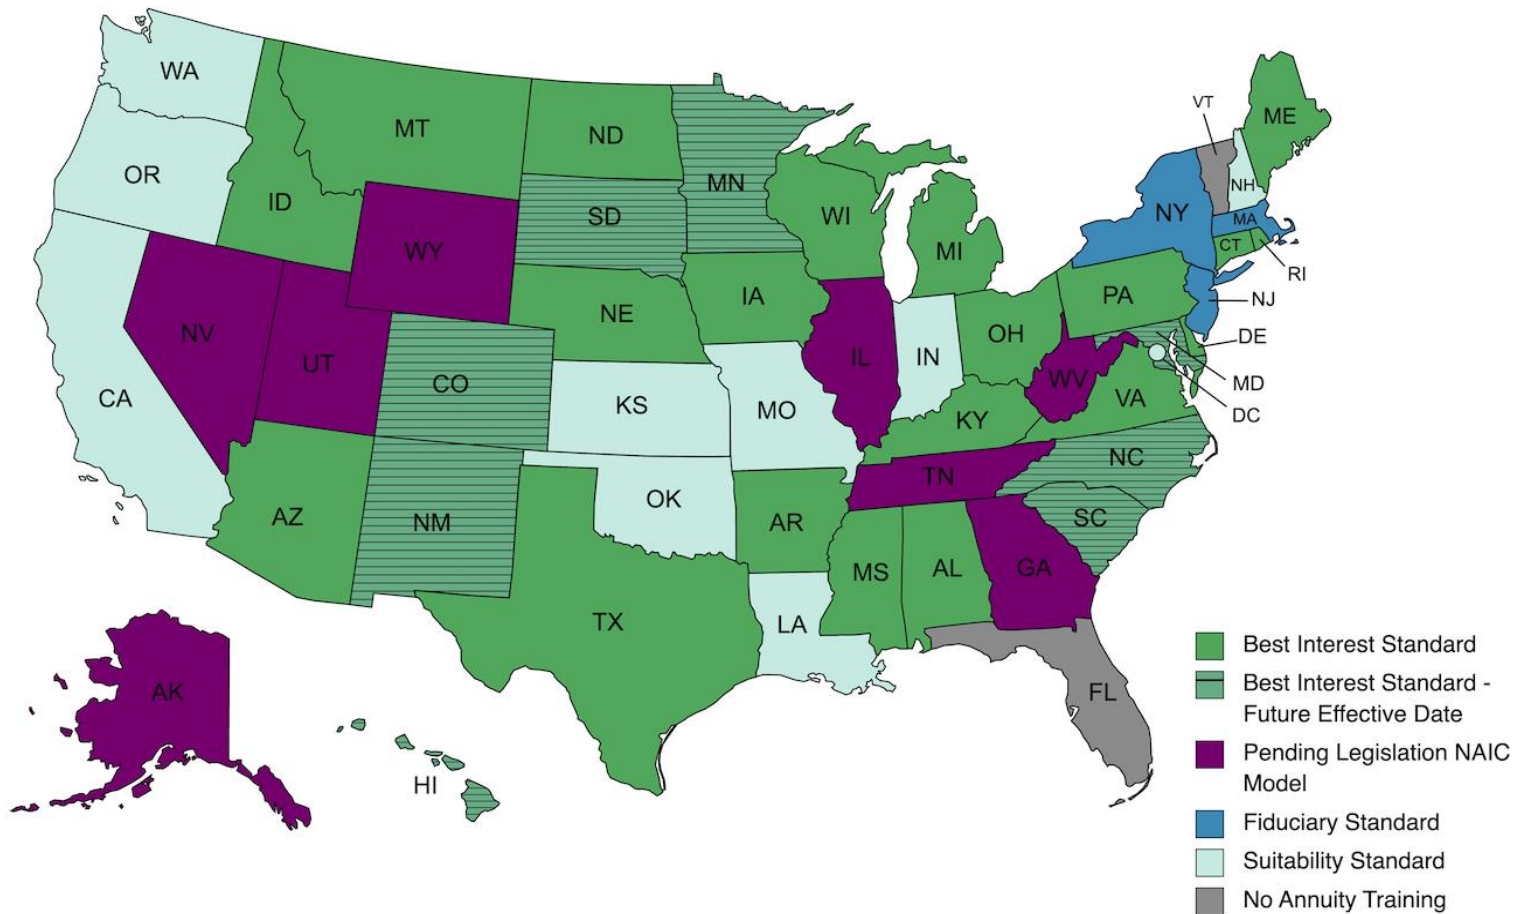 WA
VT
ME
MT
ND
OR
MN
NH
ID
SD
WI
NY
MA
WY
MI
CT
RI
IA
PA
NJ
NE
NV
OH
DE
UT
IL
IN
CO
WV
MD
CA
KS
MO
VA
DC
KY
NC
TN
OK
AZ
NM
AR
SC
MS
AL
GA
TX
LA
Best Interest Standard
Best Interest Standard -
Future Effective Date
AK
FL
Pending Legislation NAIC
Model
HI
Fiduciary Standard
Suitability Standard
No Annuity Training